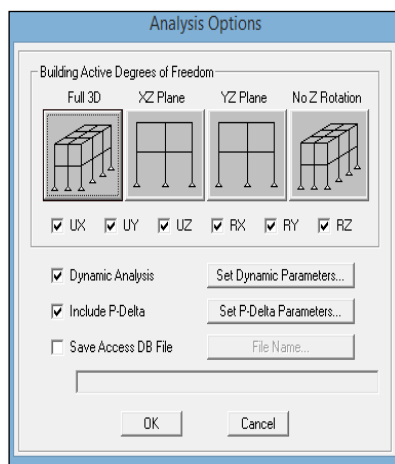 Analysis Options
Building Active Degrees of Freedom
Full 3D XZ Plane YZ Plane No Z Rotation
UX UY UZ RX RY RZ
Dynamic Analysis Set Dynamic Parameters...
Include P-Delta Set P-Delta Parameters...
Save Access DB File File Name...
OK Cancel